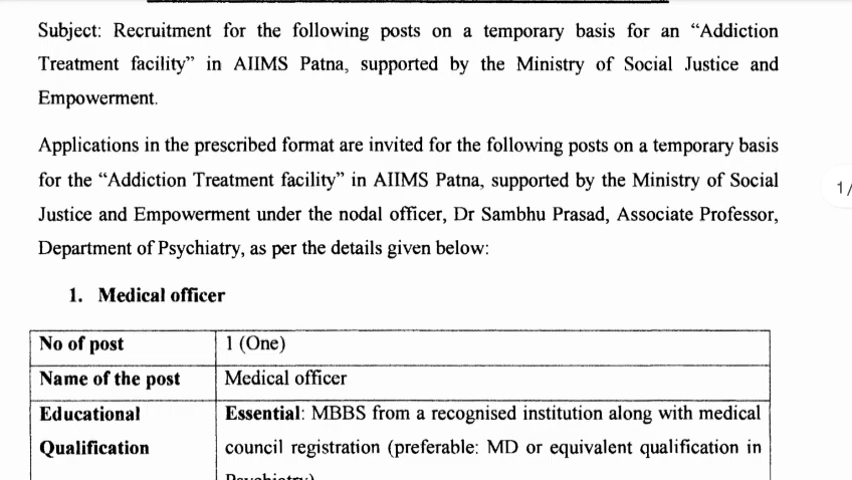 Subject: Recruitment for the following posts on a temporary basis for an “Addiction
Treatment facility” in AIIMS Patna, supported by the Ministry of Social Justice and
Empowerment.
Applications in the prescribed format are invited for the following posts on a temporary basis
for the “Addiction Treatment facility” in AIIMS Patna, supported by the Ministry of Social
Justice and Empowerment under the nodal officer, Dr Sambhu Prasad, Associate Professor,
Department of Psychiatry, as per the details given below:
1/
1. Medical officer
No of post 1 (One)
Name of the post Medical officer
Educational Essential: MBBS from a recognised institution along with medical
Qualification council registration (preferable: MD or equivalent qualification in
Psychiatry)